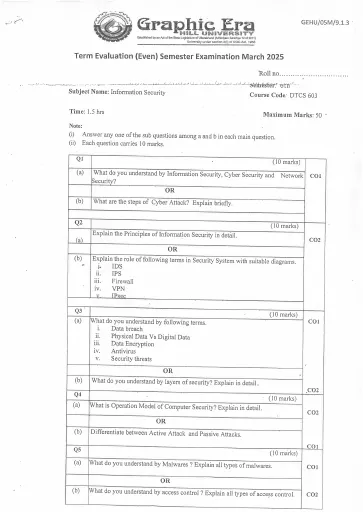 GEHU/05M/9.1.3
Graphic Era
HILL UNIVERSITY
Term Evaluation (Even) Semester Examination March 2025
Roll no
Semester: 6th
Subject Name: Information Security
Course Code: DTCS 603
Time: 1.5 hrs
Maximum Marks: 50
Note:
(i) Answer any one of the sub questions among a and b in each main question.
(ii) Each question carries 10 marks.
Q1
(10 marks)
(a) What do you understand by Information Security, Cyber Security and Network CO1
Security?
OR
(b) What are the steps of Cyber Attack? Explain briefly.
Q2
(10 marks)
Explain the Principles of Information Security in detail. CO2
(a)
OR
(b) Explain the role of following terms in Security System with suitable diagrams.
i. IDS
ii. IPS
iii. Firewall
iv. VPN
v. IPsec
Q3
(10 marks)
(a) What do you understand by following terms. CO1
i. Data breach
ii. Physical Data Vs Digital Data
iii. Data Encryption
iv. Antivirus
v. Security threats
OR
(b) What do you understand by layers of security? Explain in detail.
CO2
Q4
(10 marks)
(a) What is Operation Model of Computer Security? Explain in detail. CO2
OR
(b) Differentiate between Active Attack and Passive Attacks.
CO1
Q5
(10 marks)
(a) What do you understand by Malwares ? Explain all types of malwares. CO1
OR
(b) What do you understand by access control ? Explain all types of access control. CO2